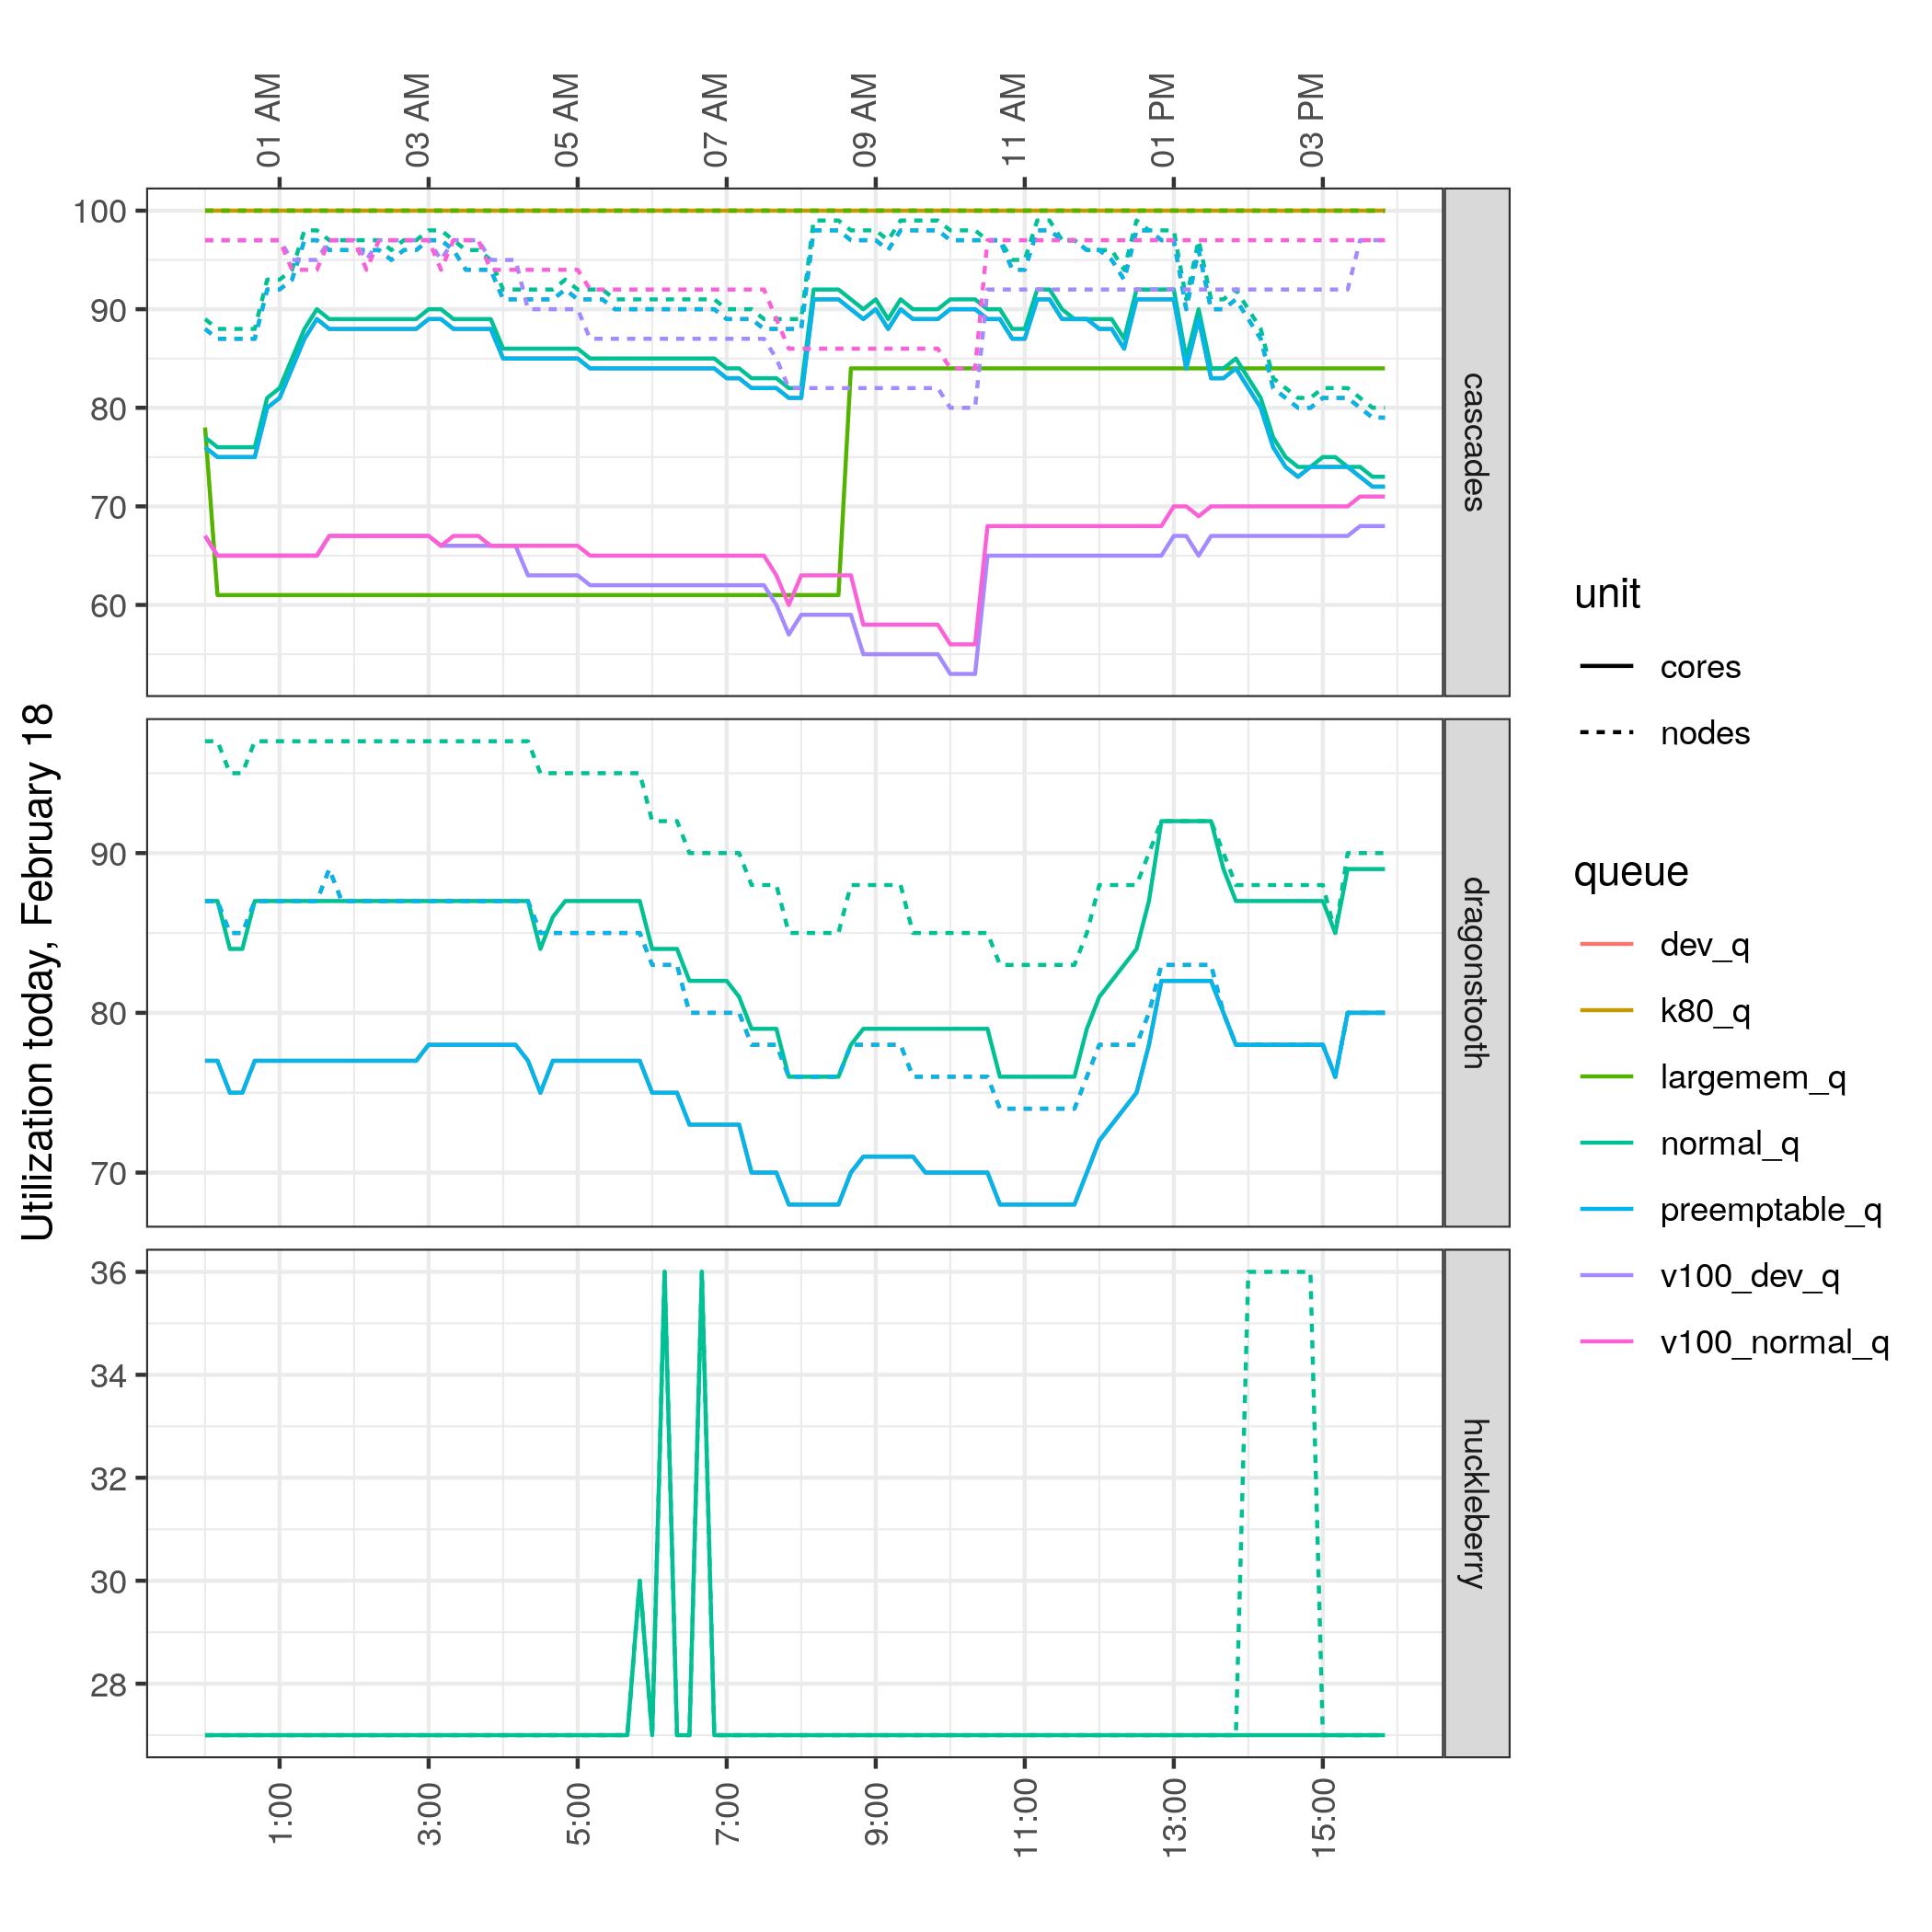 01 AM
03 AM
05 AM
07 AM
09 AM
11 AM
01 PM
03 PM
Utilization today, February 18
100
90
80
70
60
cascades
90
80
70
dragonstooth
36
34
32
30
28
huckleberry
1:00
3:00
5:00
7:00
9:00
11:00
13:00
15:00
unit
cores
nodes
queue
dev_q
k80_q
largemem_q
normal_q
preemptable_q
v100_dev_q
v100_normal_q